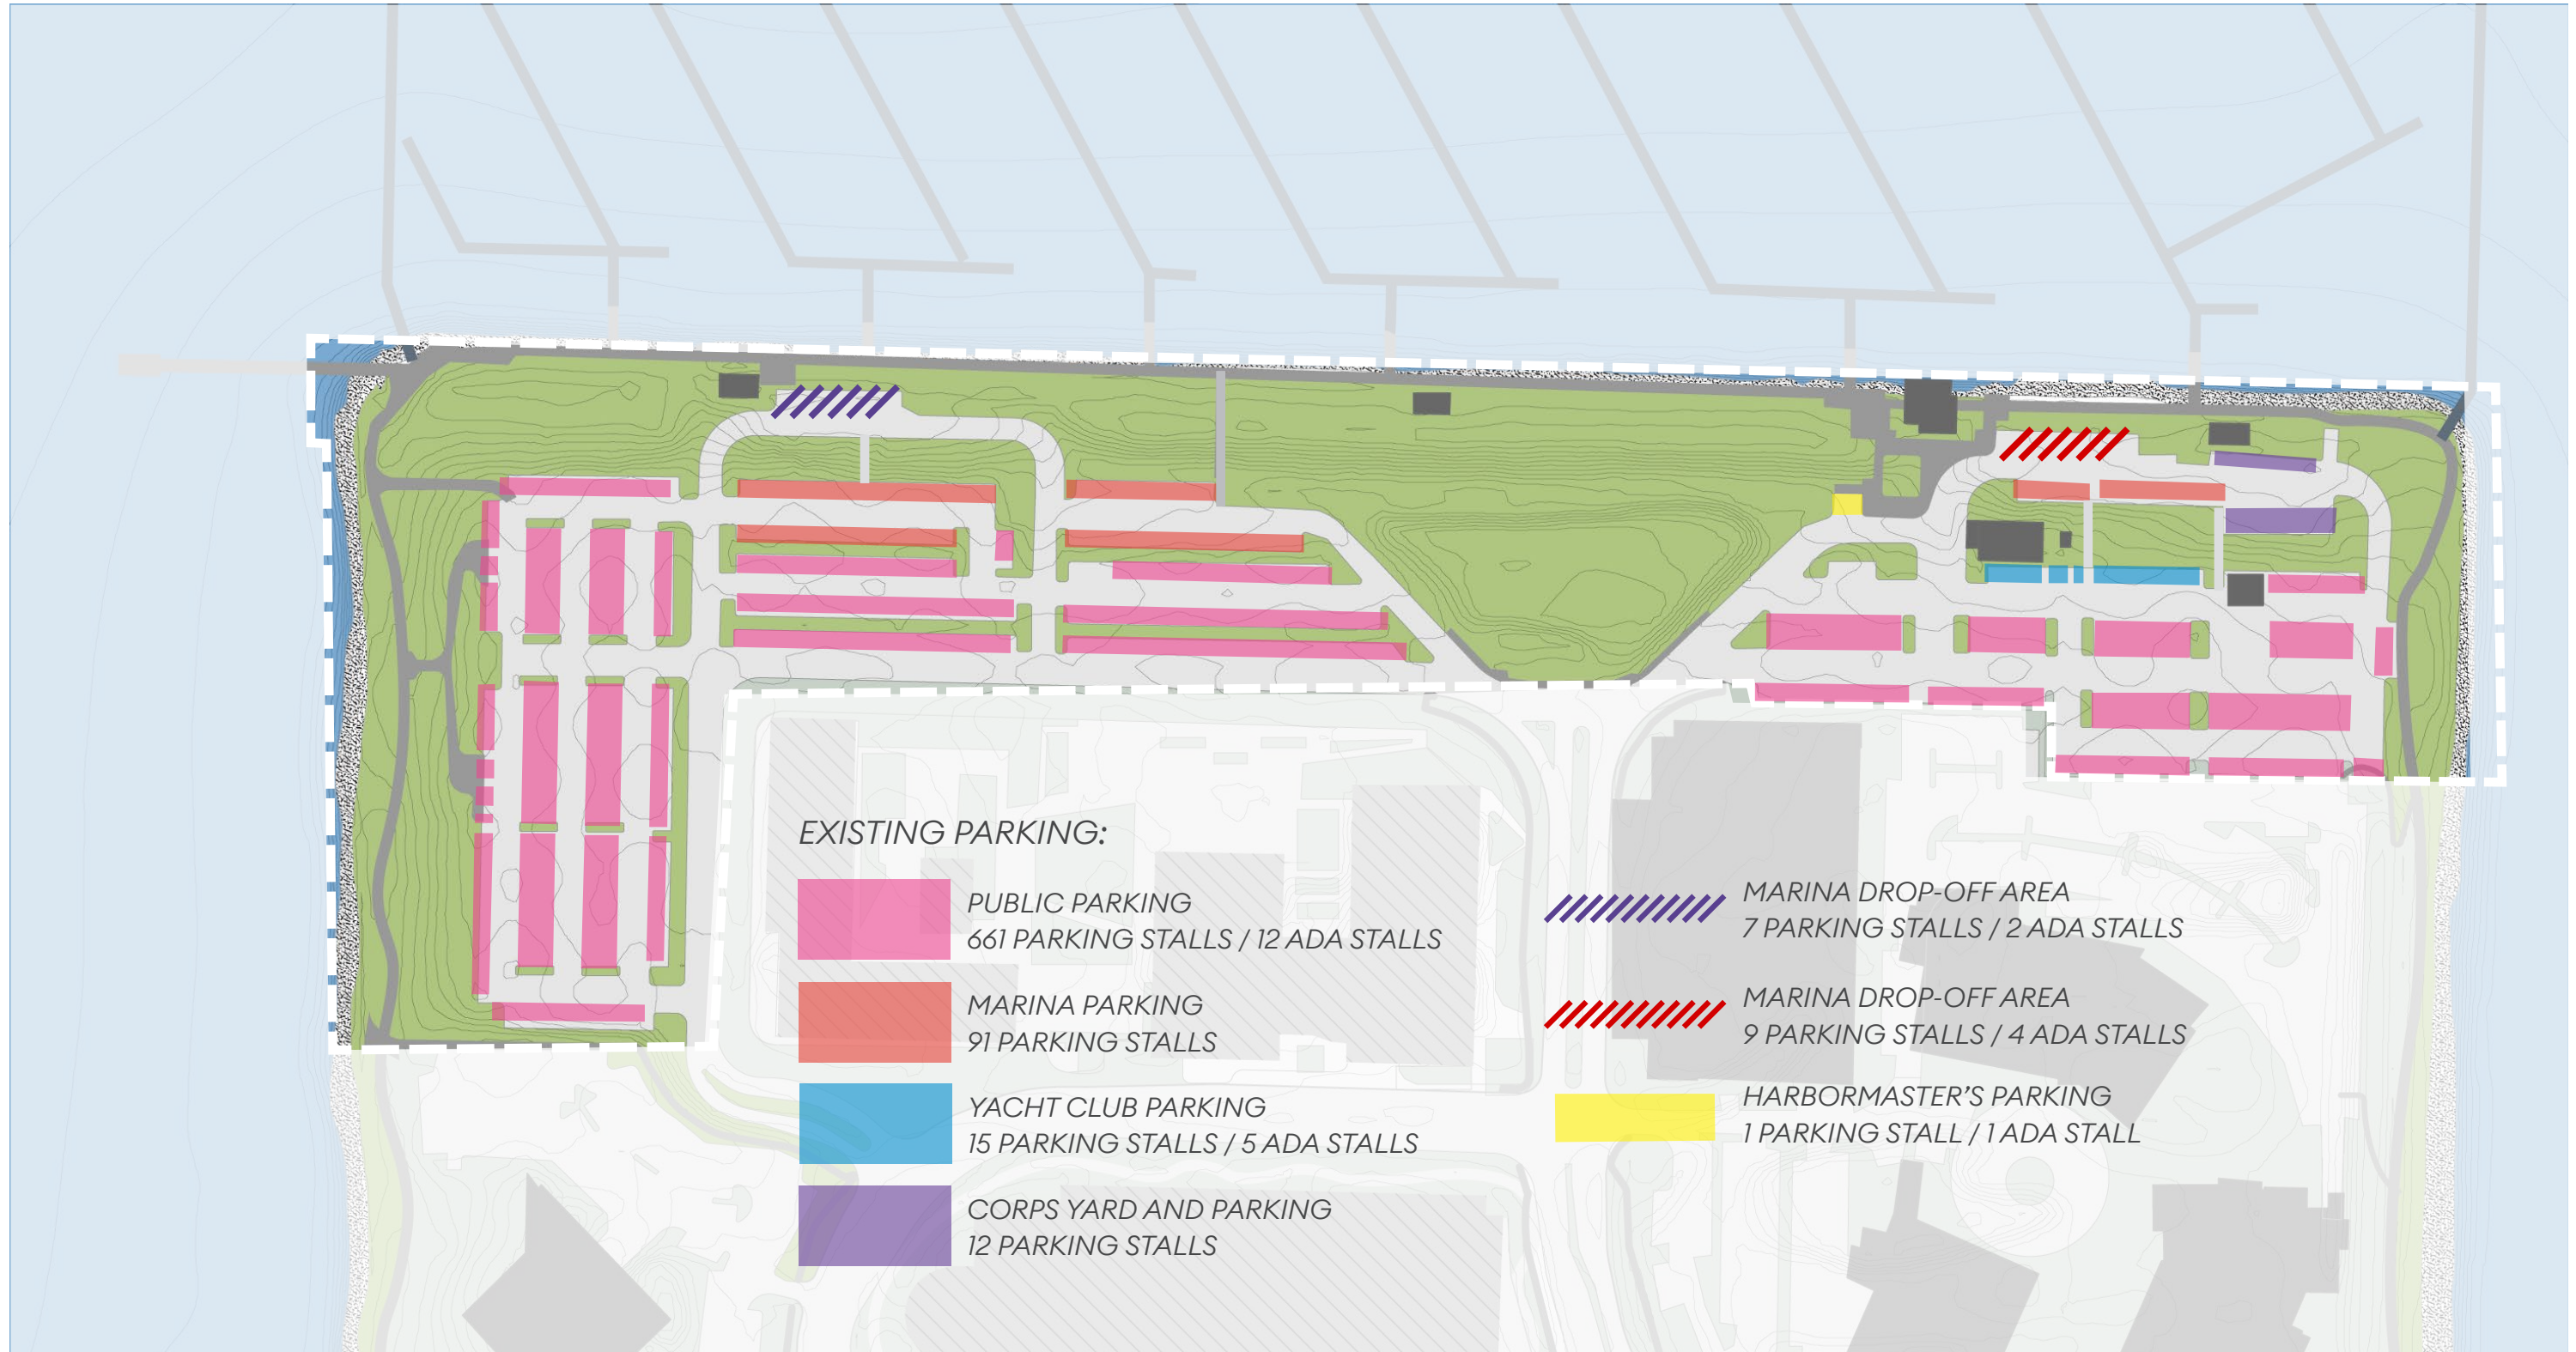 EXISTING PARKING:
PUBLIC PARKING
661 PARKING STALLS / 12 ADA STALLS
MARINA PARKING
91 PARKING STALLS
YACHT CLUB PARKING
15 PARKING STALLS / 5 ADA STALLS
CORPS YARD AND PARKING
12 PARKING STALLS
MARINA DROP-OFF AREA
7 PARKING STALLS / 2 ADA STALLS
MARINA DROP-OFF AREA
9 PARKING STALLS / 4 ADA STALLS
HARBORMASTER'S PARKING
1 PARKING STALL / 1 ADA STALL